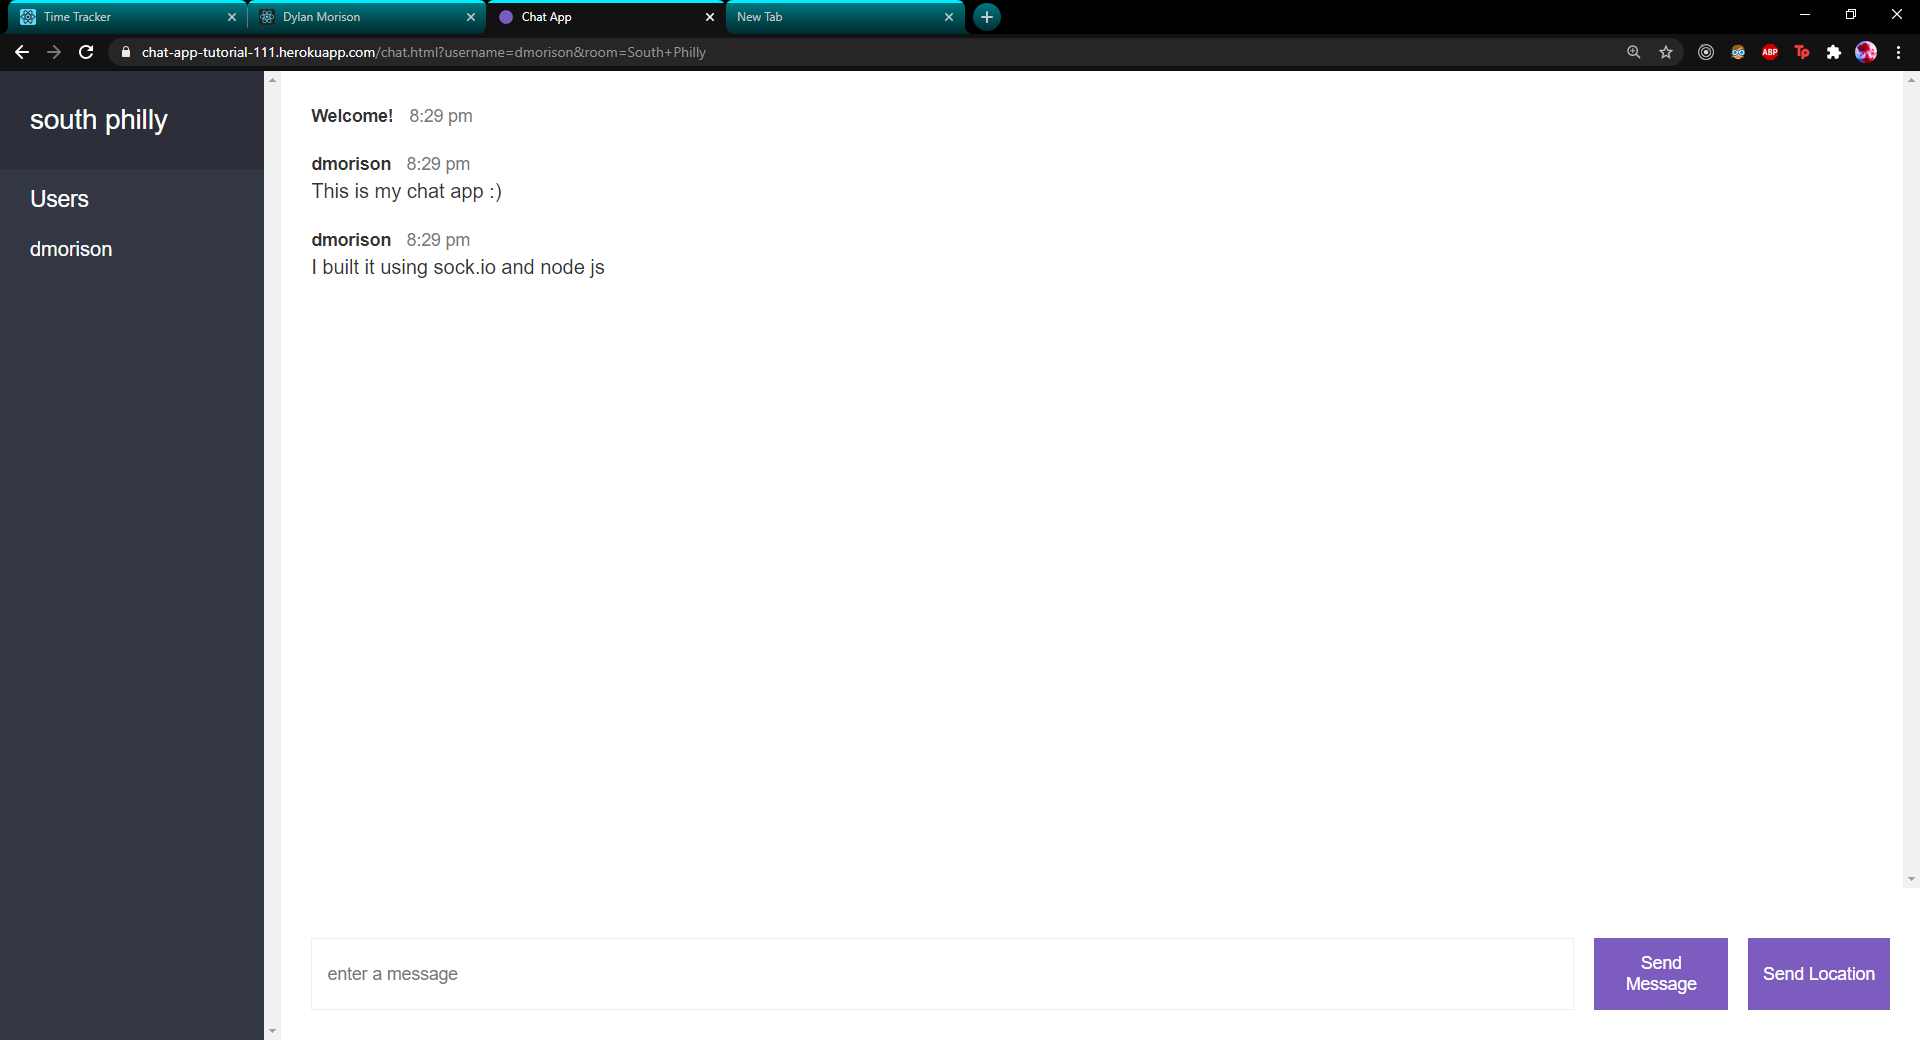 Time Tracker
Dylan Morison
Chat App
New Tab
chat-app-tutorial-111.herokuapp.com/chat.html?username=dmorison&room=South+Philly
ABP
Tp
south philly
Users
dmorison
Welcome! 8:29 pm
dmorison 8:29 pm
This is my chat app :)
dmorison 8:29 pm
I built it using sock.io and node js
enter a message
Send
Message
Send Location